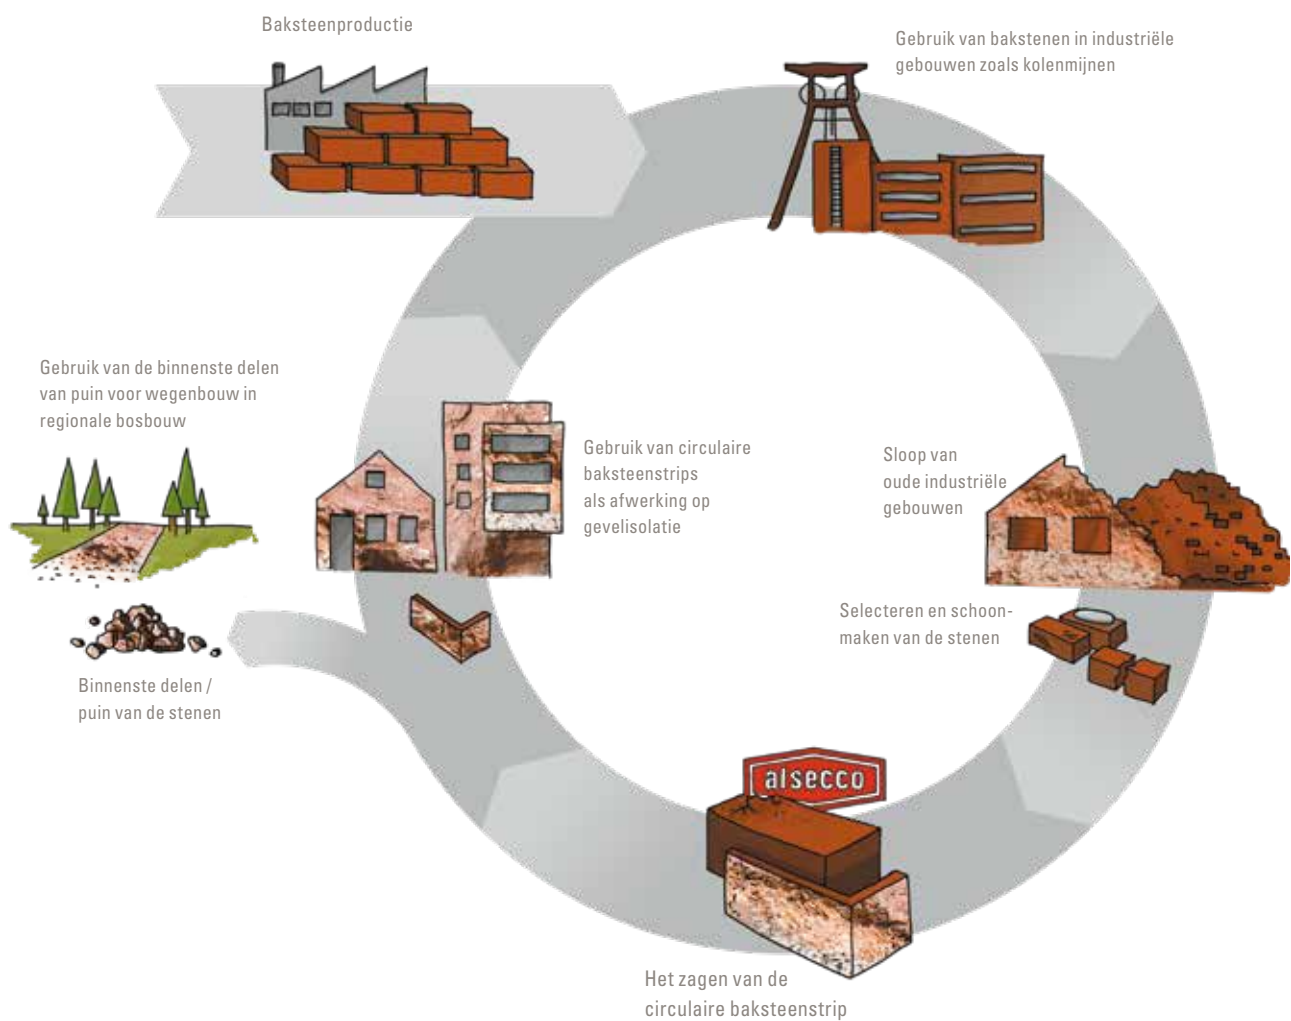 Baksteenproductie
Gebruik van bakstenen in industriële
gebouwen zoals kolenmijnen
Gebruik van de binnenste delen
van puin voor wegenbouw in
regionale bosbouw
Gebruik van circulaire
baksteenstrips
als afwerking op
gevelisolatie
Sloop van
oude industriële
gebouwen
Selecteren en schoon-
maken van de stenen
Binnenste delen /
puin van de stenen
alsecco
Het zagen van de
circulaire baksteenstrip